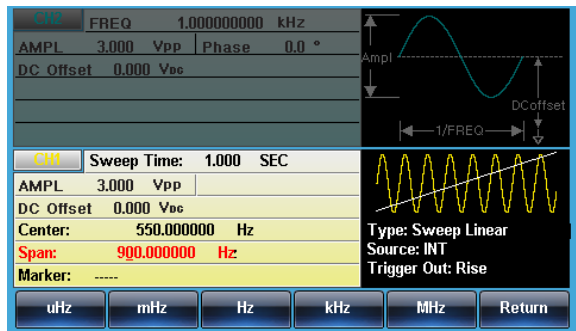 CH2 FREQ 1.000000000 kHz
AMPL 3.000 VPP Phase 0.0 °
DC Offset 0.000 VDC
Ampl
DCoffset
1/FREQ
CH1 Sweep Time: 1.000 SEC
AMPL 3.000 VPP
DC Offset 0.000 VDC
Center: 550.000000 Hz
Span: 900.000000 Hz
Marker: -----
Type: Sweep Linear
Source: INT
Trigger Out: Rise
uHz mHz Hz kHz MHz Return